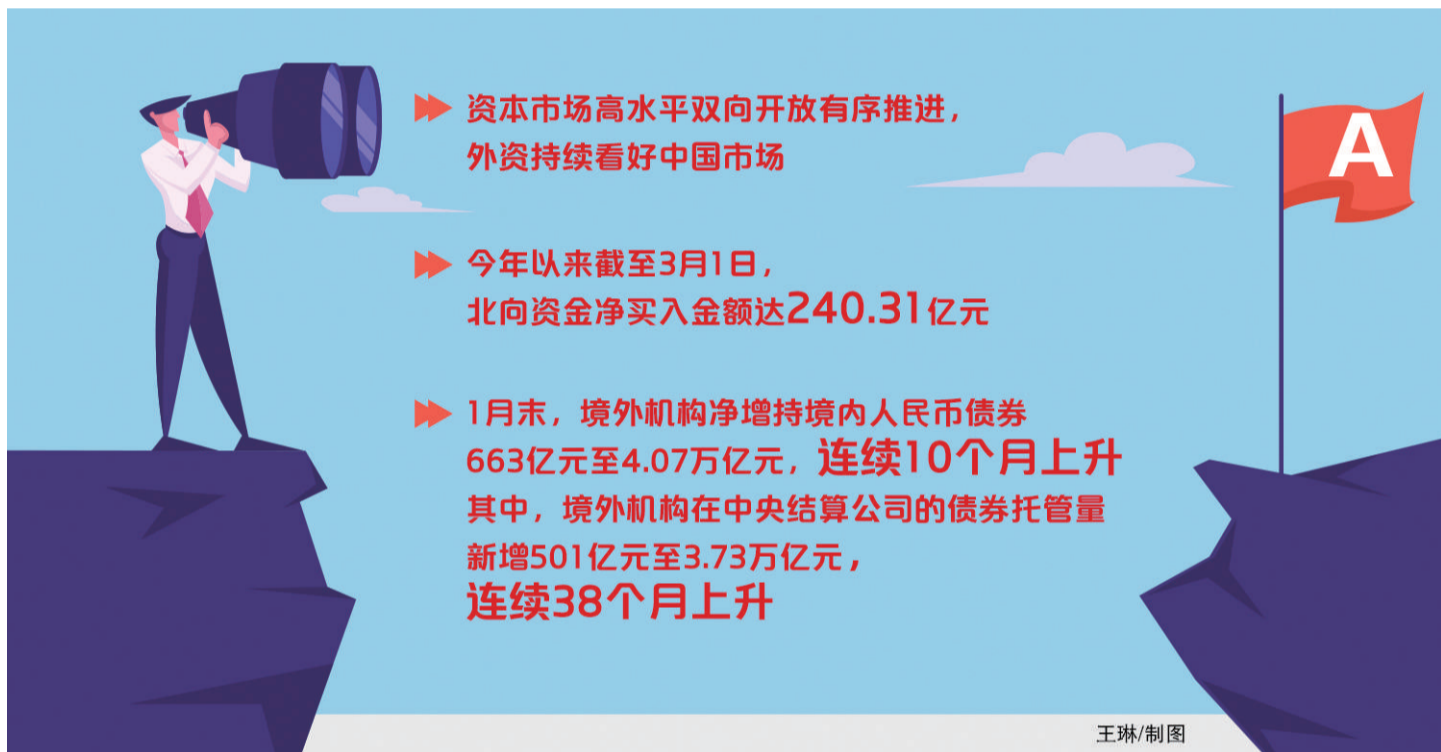 资本市场高水平双向开放有序推进，
外资持续看好中国市场
A
今年以来截至3月1日，
北向资金净买入金额达240.31亿元
1月末，境外机构净增持境内人民币债券
663亿元至4.07万亿元，连续10个月上升
其中，境外机构在中央结算公司的债券托管量
新增501亿元至3.73万亿元，
连续38个月上升
王琳/制图